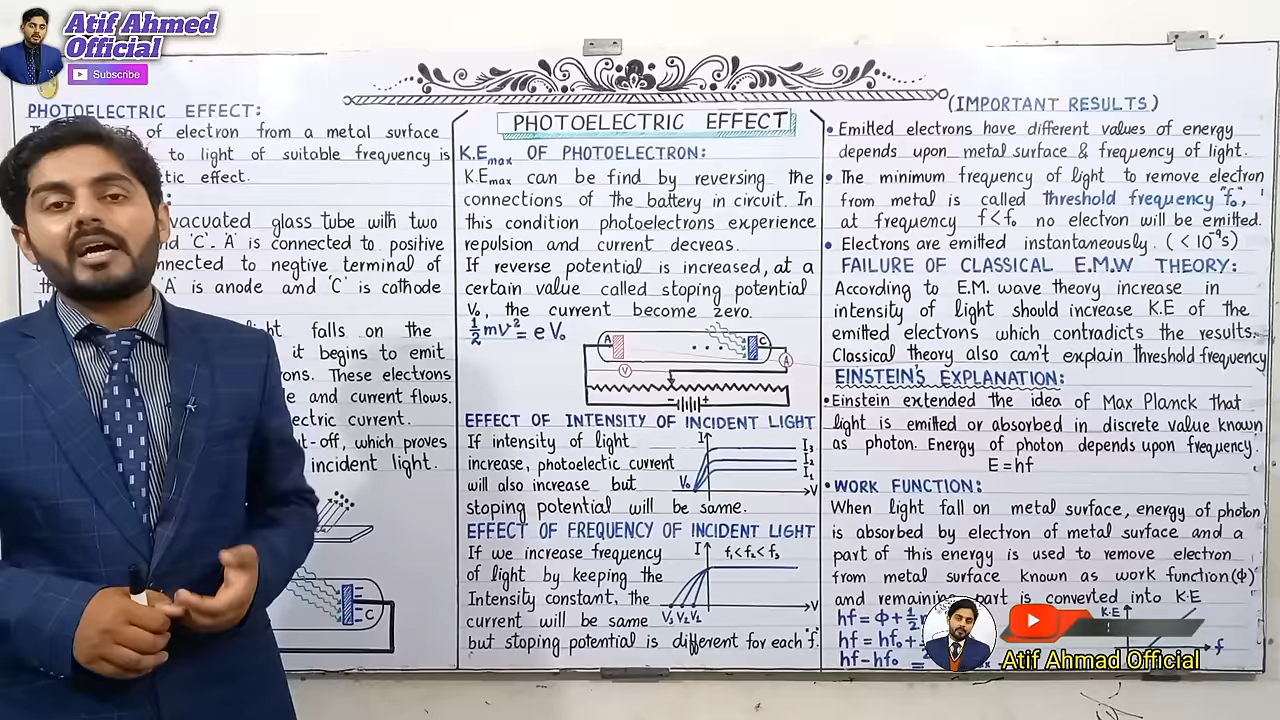 Atif Ahmed
Official
Subscribe
PHOTOELECTRIC EFFECT:
of electron from a metal surface
to light of suitable frequency is
effect.
evacuated glass tube with two
'C'. 'A' is connected to positive
connected to negtive terminal of
'A' is anode and 'C' is cathode
falls on the
it begins to emit
These electrons
and current flows.
electric current.
cut-off, which proves
incident light.
C
PHOTOELECTRIC EFFECT
K.Emax OF PHOTOELECTRON:
K.Emax can be find by reversing the
connections of the battery in circuit. In
this condition photoelectrons experience
repulsion and current decreas.
If reverse potential is increased, at a
certain value called stoping potential
V₀, the current become zero.
½mv²= eV₀
A
C
V
A
- +
EFFECT OF INTENSITY OF INCIDENT LIGHT
If intensity of light
increase, photoelectic current
will also increase but
stoping potential will be same.
I
I₃
I₂
I₁
V₀
V
EFFECT OF FREQUENCY OF INCIDENT LIGHT
If we increase frequency
of light by keeping the
Intensity constant, the
current will be same
but stoping potential is different for each 'f'.
I
f₁<f₂<f₃
V₃V₂V₁
V
(IMPORTANT RESULTS)
• Emitted electrons have different values of energy
depends upon metal surface & frequency of light.
• The minimum frequency of light to remove electron
from metal is called threshold frequency "f₀",
at frequency f<f₀ no electron will be emitted.
• Electrons are emitted instantaneously. (<10⁻⁹s)
FAILURE OF CLASSICAL E.M.W THEORY:
According to E.M. wave theory increase in
intensity of light should increase K.E of the
emitted electrons which contradicts the results.
Classical theory also can't explain threshold frequency
EINSTEIN'S EXPLANATION:
• Einstein extended the idea of Max Planck that
light is emitted or absorbed in discrete value known
as photon. Energy of photon depends upon frequency.
E=hf
• WORK FUNCTION:
When light fall on metal surface, energy of photon
is absorbed by electron of metal surface and a
part of this energy is used to remove electron
from metal surface known as work function(Φ)
and remaining part is converted into K.E
hf= Φ+½
hf = hf₀+
hf-hf₀ =
K.E
f
Atif Ahmad Official